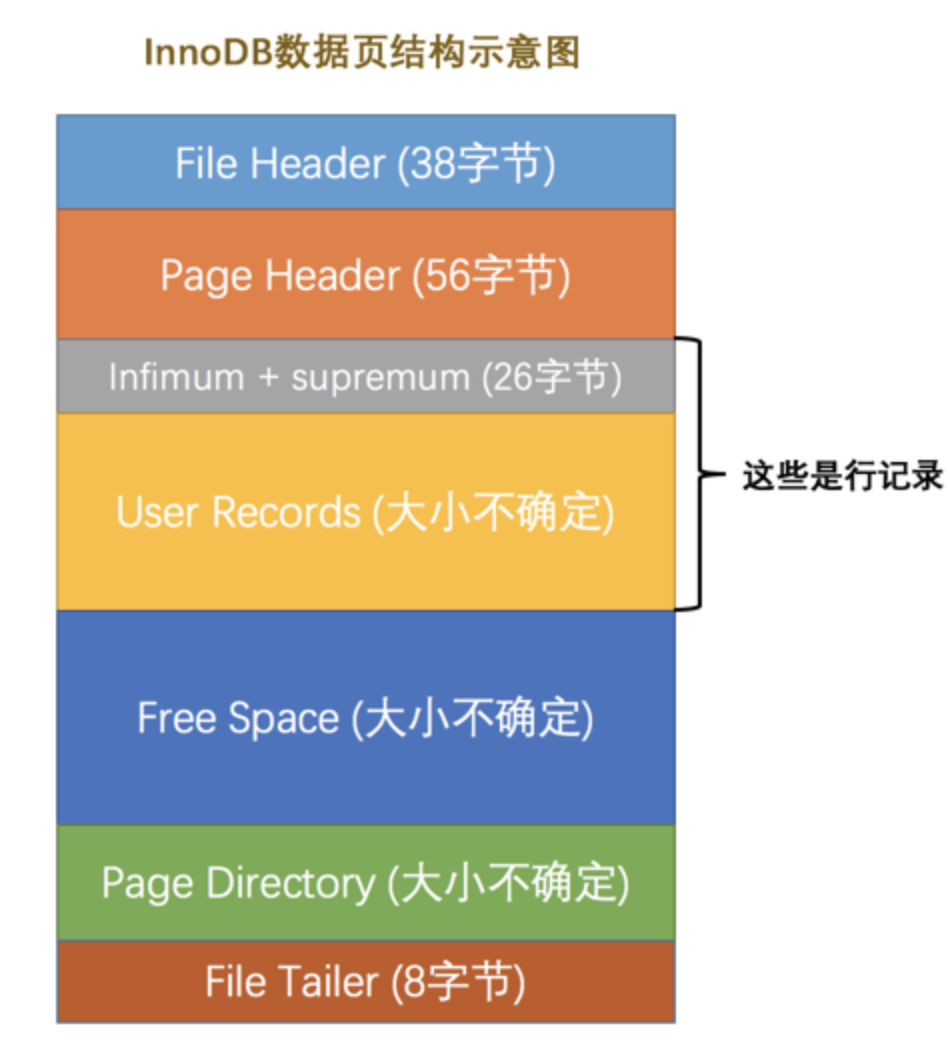 InnoDB数据页结构示意图
File Header (38字节)
Page Header (56字节)
Infimum + supremum (26字节)
User Records (大小不确定)
这些是行记录
Free Space (大小不确定)
Page Directory (大小不确定)
File Tailer (8字节)